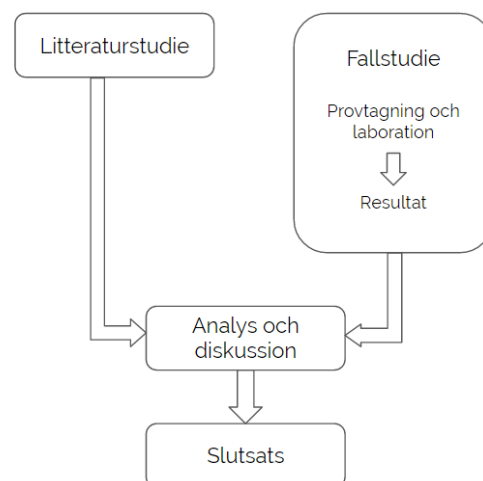 Litteraturstudie
Fallstudie
Provtagning och
laboration
Resultat
Analys och
diskussion
Slutsats